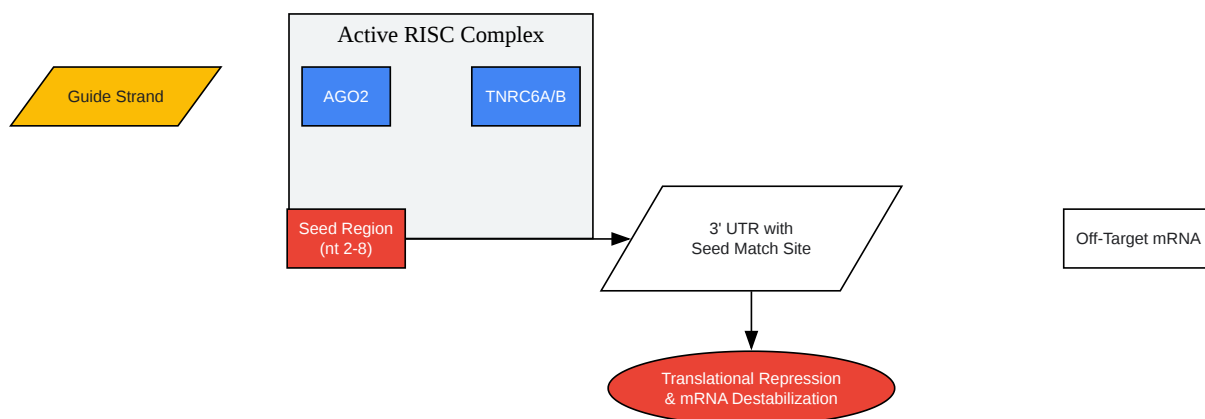 Active RISC Complex
Guide Strand
AGO2
TNRC6A/B
Seed Region
(nt 2-8)
3' UTR with
Seed Match Site
Off-Target mRNA
Translational Repression
& mRNA Destabilization